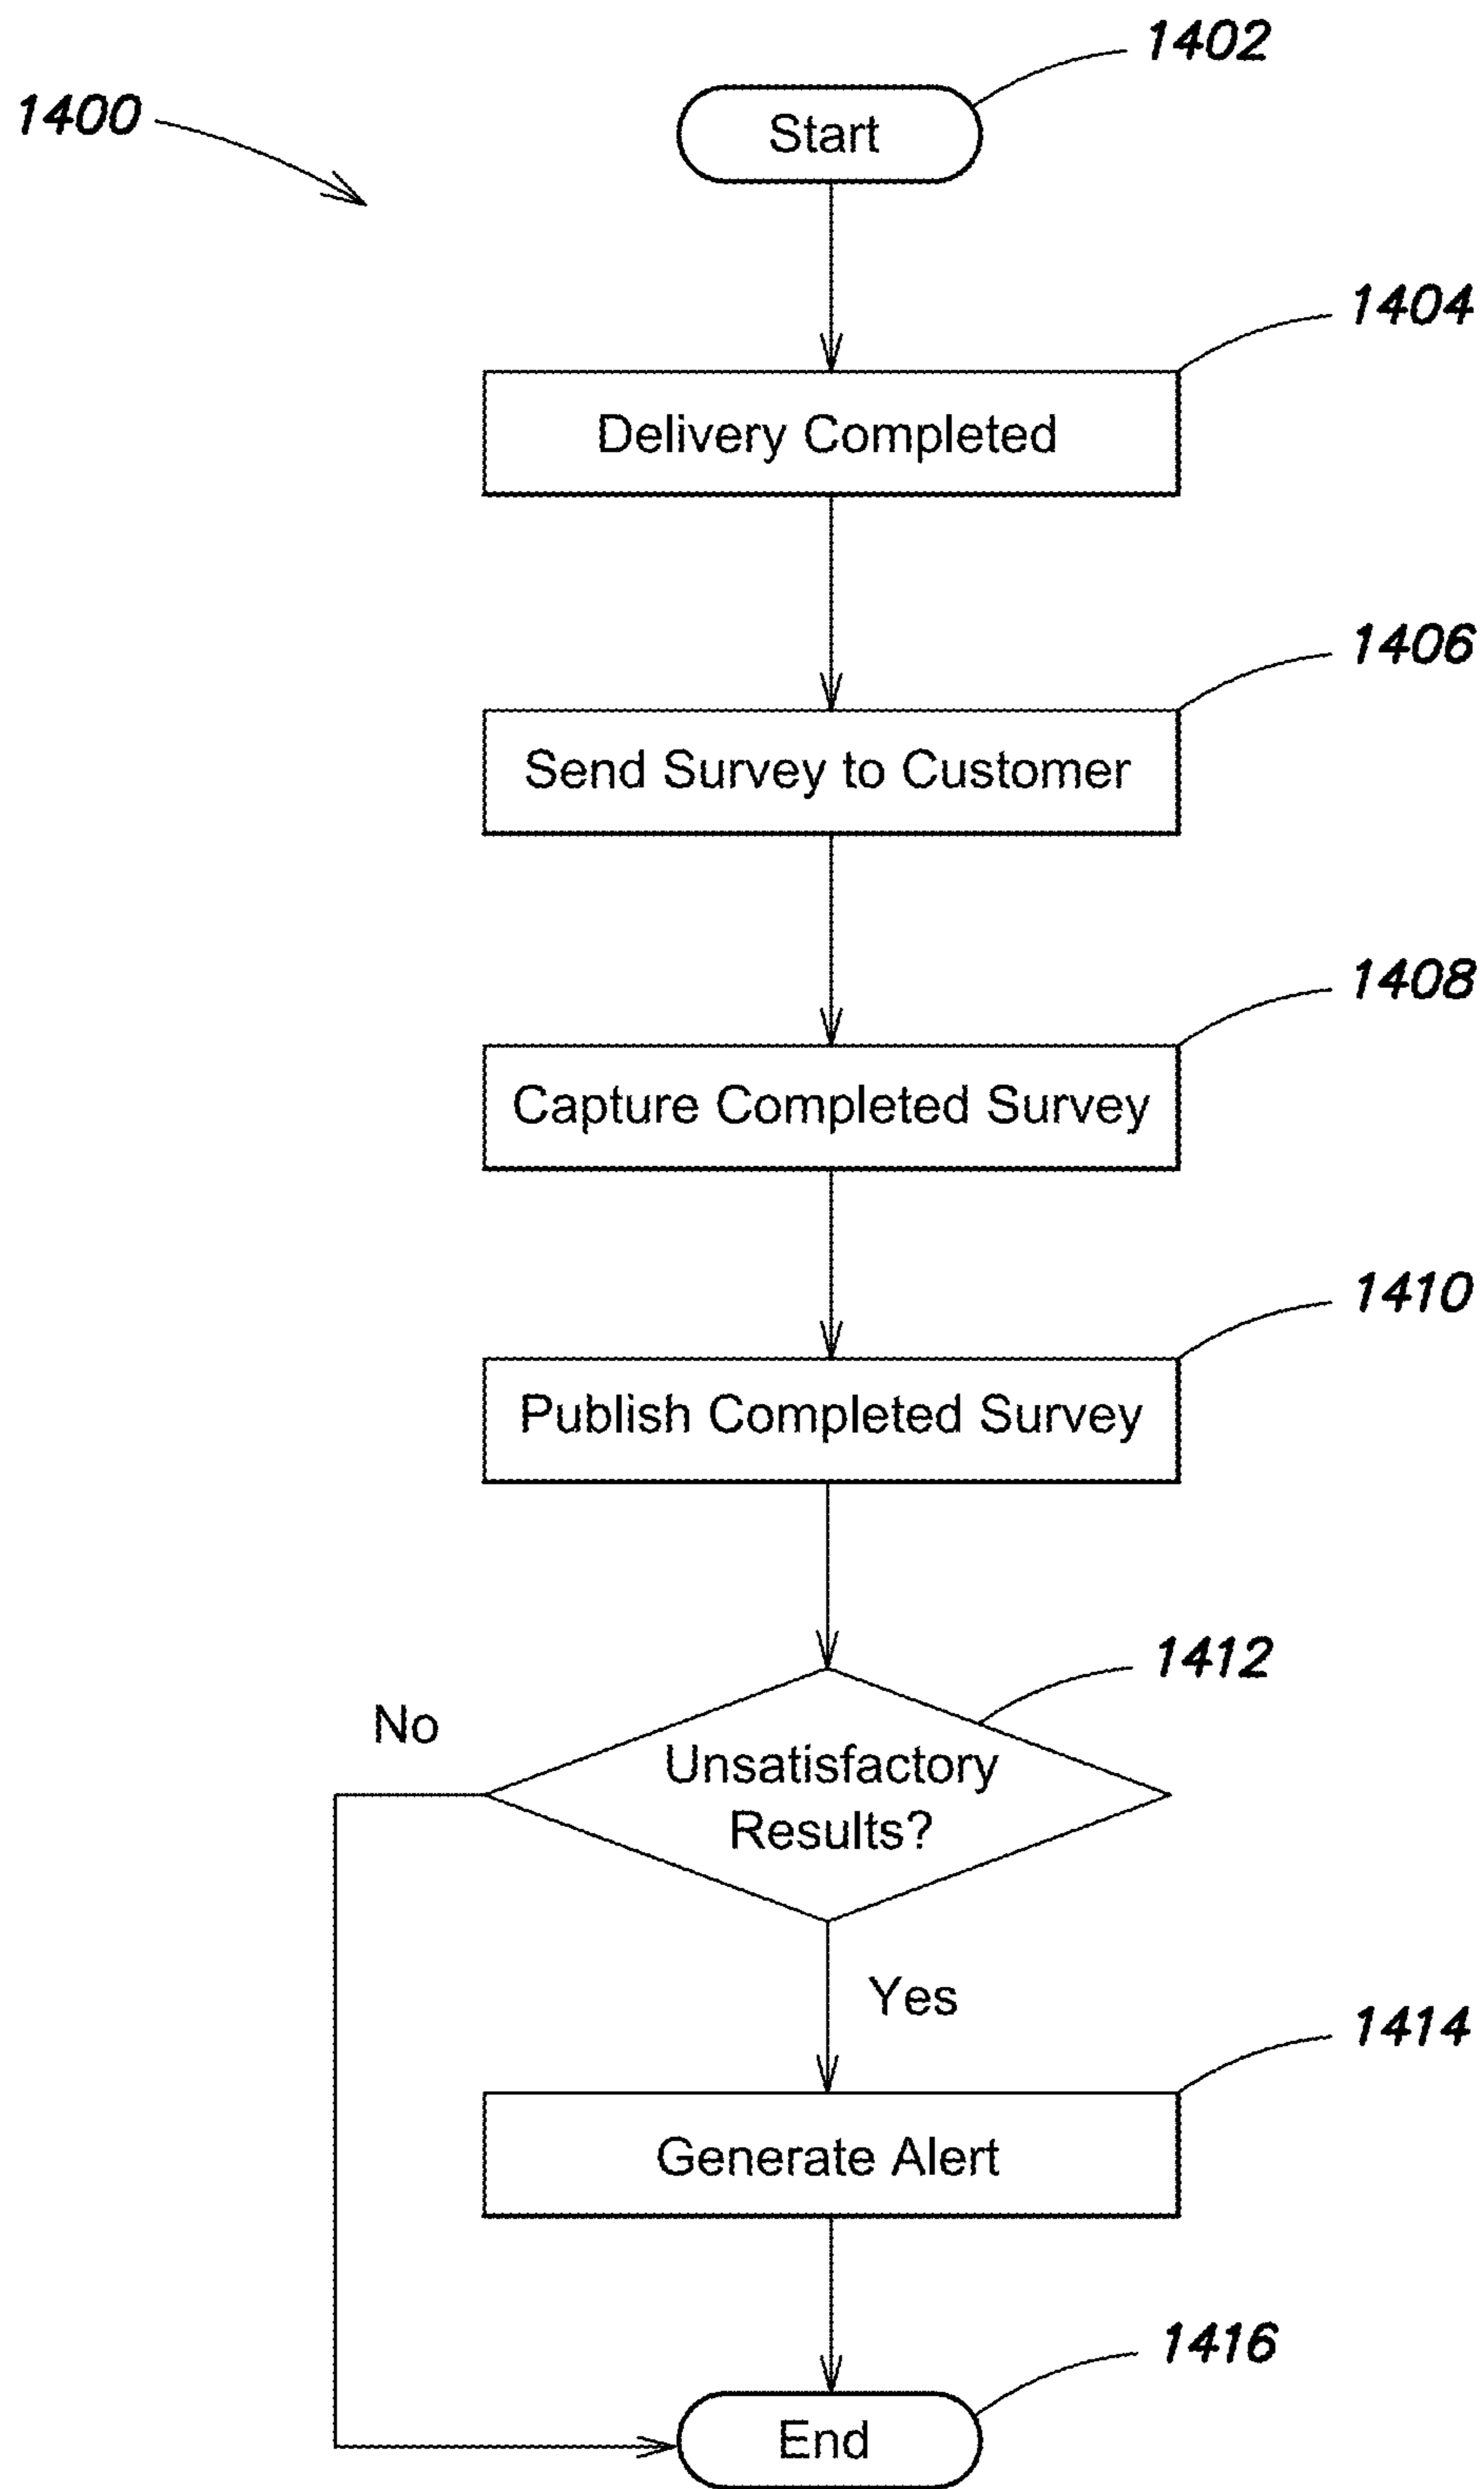 1402
1400
Start
1404
Delivery Completed
1406
Send Survey to Customer
1408
Capture Completed Survey
1410
Publish Completed Survey
1412
No
Unsatisfactory
Results?
Yes
1414
Generate Alert
1416
End